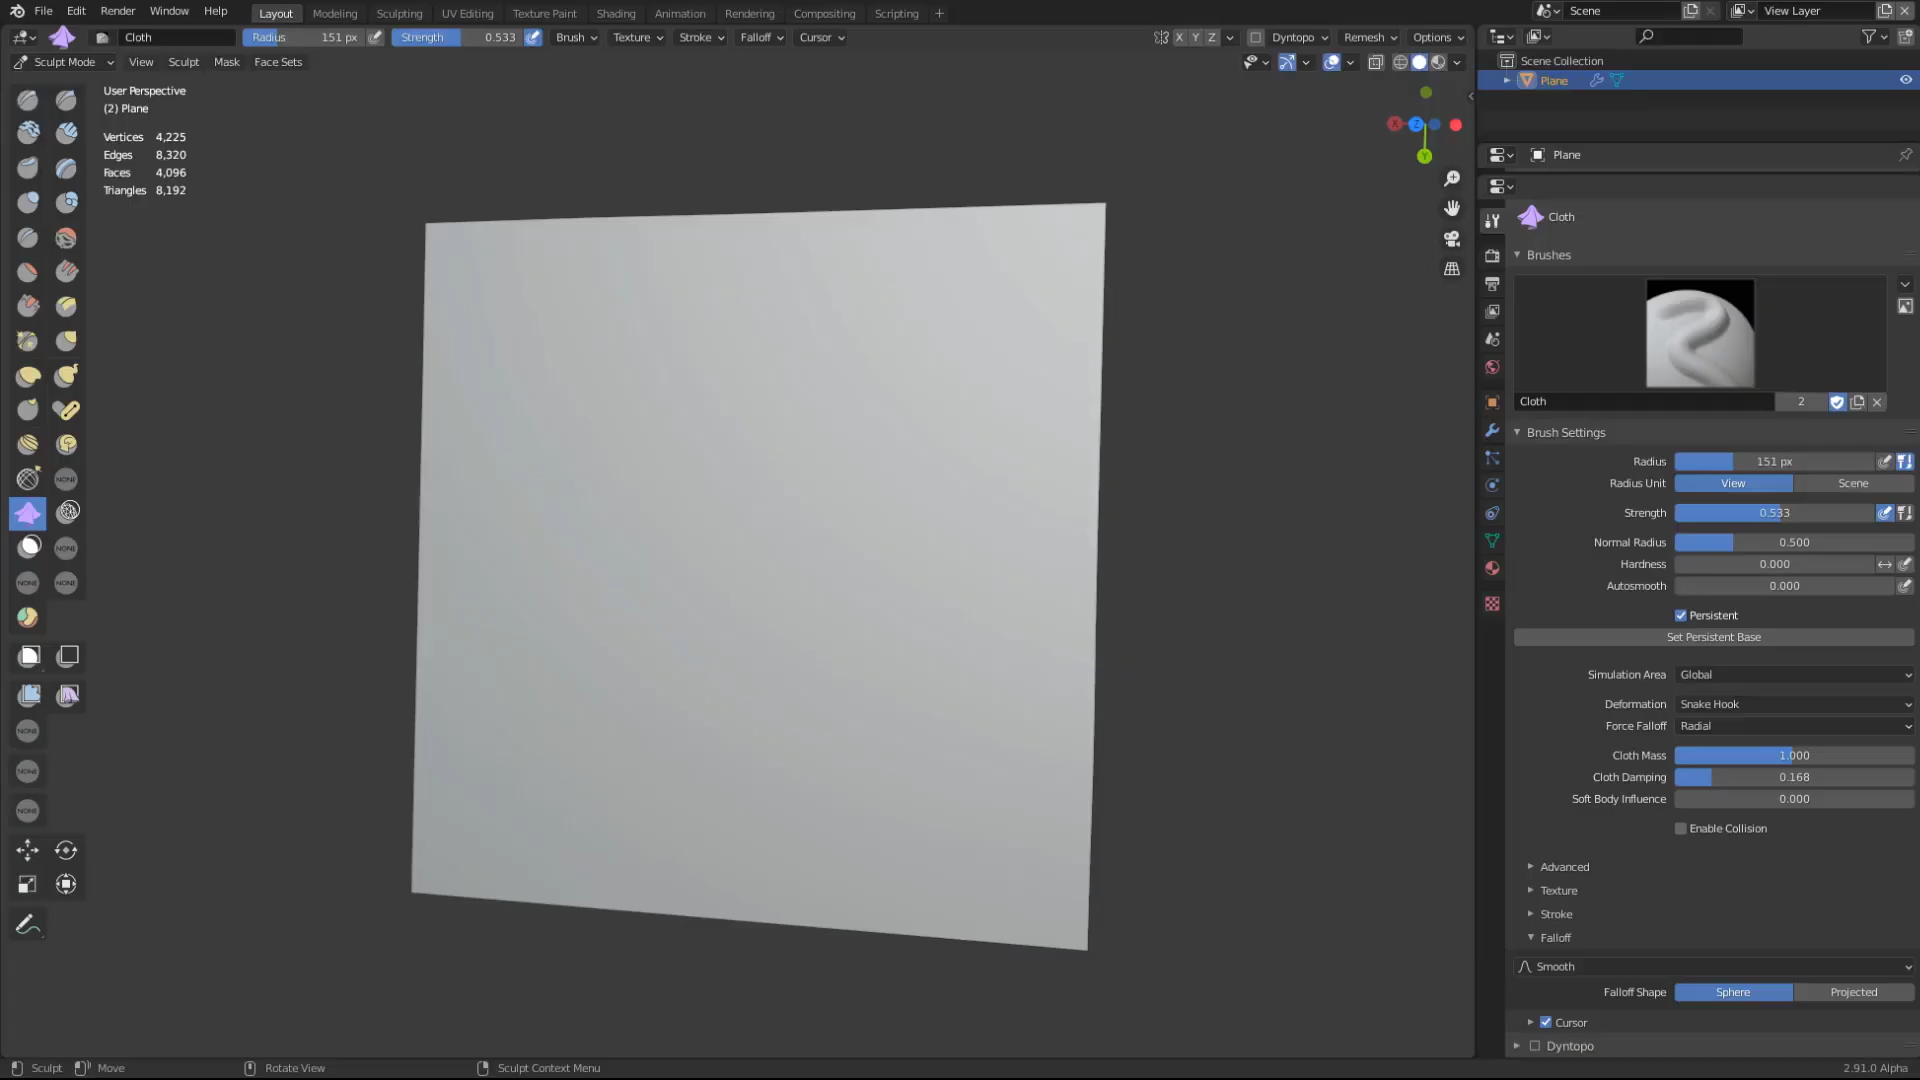 File Edit Render Window Help Layout Modeling Sculpting UV Editing Texture Paint Shading Animation Rendering Compositing Scripting + Scene View Layer
Cloth Radius 151 px Strength 0.533 Brush Texture Stroke Falloff Cursor X Y Z Dyntopo Remesh Options
Sculpt Mode View Sculpt Mask Face Sets
Scene Collection
Plane
User Perspective
(2) Plane
Vertices 4,225
Edges 8,320
Faces 4,096
Triangles 8,192
X Z
Y
NONE
NONE
NONE NONE
NONE
NONE
NONE
Plane
Cloth
Brushes
Cloth 2
Brush Settings
Radius 151 px
Radius Unit View Scene
Strength 0.533
Normal Radius 0.500
Hardness 0.000
Autosmooth 0.000
Persistent
Set Persistent Base
Simulation Area Global
Deformation Snake Hook
Force Falloff Radial
Cloth Mass 1.000
Cloth Damping 0.168
Soft Body Influence 0.000
Enable Collision
Advanced
Texture
Stroke
Falloff
Smooth
Falloff Shape Sphere Projected
Cursor
Dyntopo
Sculpt Move Rotate View Sculpt Context Menu 2.91.0 Alpha